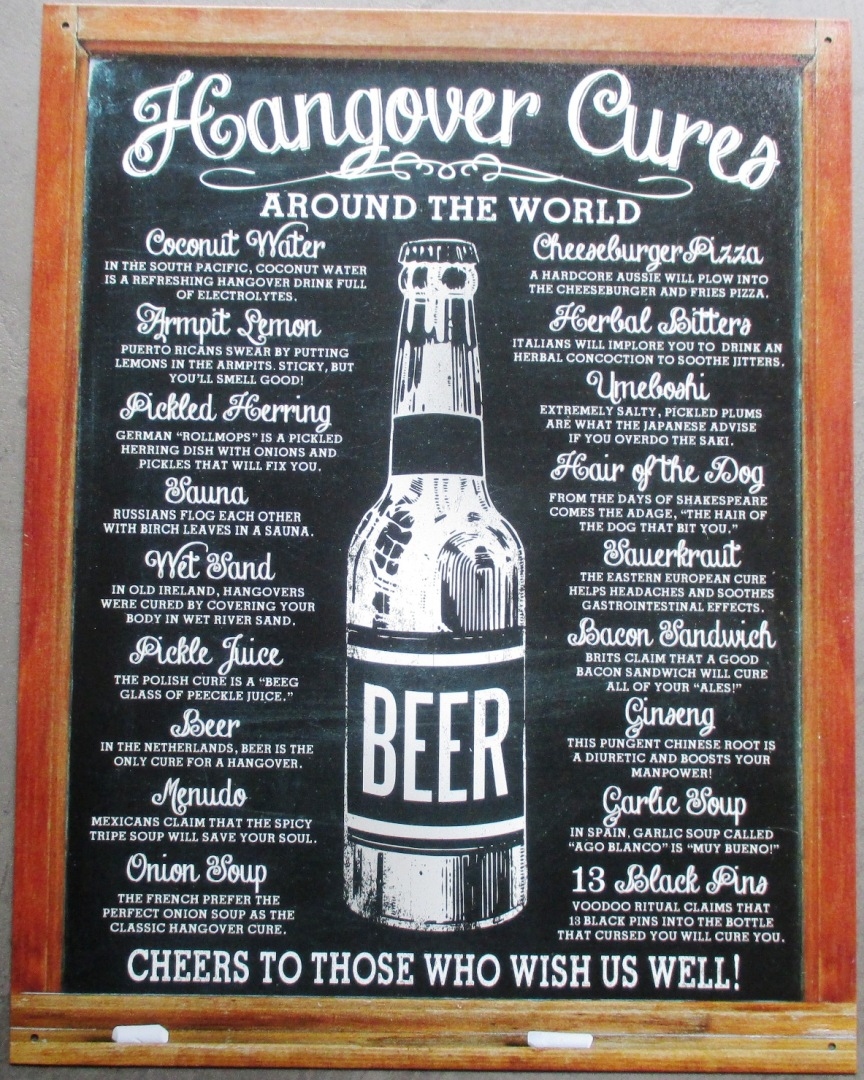 Hangover Cures
AROUND THE WORLD
Coconut Water
IN THE SOUTH PACIFIC, COCONUT WATER
IS A REFRESHING HANGOVER DRINK FULL
OF ELECTROLYTES.
Armpit Lemon
PUERTO RICANS SWEAR BY PUTTING
LEMONS IN THE ARMPITS. STICKY, BUT
YOU'LL SMELL GOOD!
Pickled Herring
GERMAN "ROLLMOPS" IS A PICKLED
HERRING DISH WITH ONIONS AND
PICKLES THAT WILL FIX YOU.
Sauna
RUSSIANS FLOG EACH OTHER
WITH BIRCH LEAVES IN A SAUNA.
Wet Sand
IN OLD IRELAND, HANGOVERS
WERE CURED BY COVERING YOUR
BODY IN WET RIVER SAND.
Pickle Juice
THE POLISH CURE IS A "BEEG
GLASS OF PEECKLE JUICE."
Beer
IN THE NETHERLANDS, BEER IS THE
ONLY CURE FOR A HANGOVER.
Menudo
MEXICANS CLAIM THAT THE SPICY
TRIPE SOUP WILL SAVE YOUR SOUL.
Onion Soup
THE FRENCH PREFER THE
PERFECT ONION SOUP AS THE
CLASSIC HANGOVER CURE.
BEER
Cheeseburger Pizza
A HARDCORE AUSSIE WILL PLOW INTO
THE CHEESEBURGER AND FRIES PIZZA.
Herbal Bitters
ITALIANS WILL IMPLORE YOU TO DRINK AN
HERBAL CONCOCTION TO SOOTHE JITTERS.
Umeboshi
EXTREMELY SALTY, PICKLED PLUMS
ARE WHAT THE JAPANESE ADVISE
IF YOU OVERDO THE SAKI.
Hair of the Dog
FROM THE DAYS OF SHAKESPEARE
COMES THE ADAGE, "THE HAIR OF
THE DOG THAT BIT YOU."
Sauerkraut
THE EASTERN EUROPEAN CURE
HELPS HEADACHES AND SOOTHES
GASTROINTESTINAL EFFECTS.
Bacon Sandwich
BRITS CLAIM THAT A GOOD
BACON SANDWICH WILL CURE
ALL OF YOUR "ALES!"
Ginseng
THIS PUNGENT CHINESE ROOT IS
A DIURETIC AND BOOSTS YOUR
MANPOWER!
Garlic Soup
IN SPAIN, GARLIC SOUP CALLED
"AGO BLANCO" IS "MUY BUENO!"
13 Black Pins
VOODOO RITUAL CLAIMS THAT
13 BLACK PINS INTO THE BOTTLE
THAT CURSED YOU WILL CURE YOU.
CHEERS TO THOSE WHO WISH US WELL!